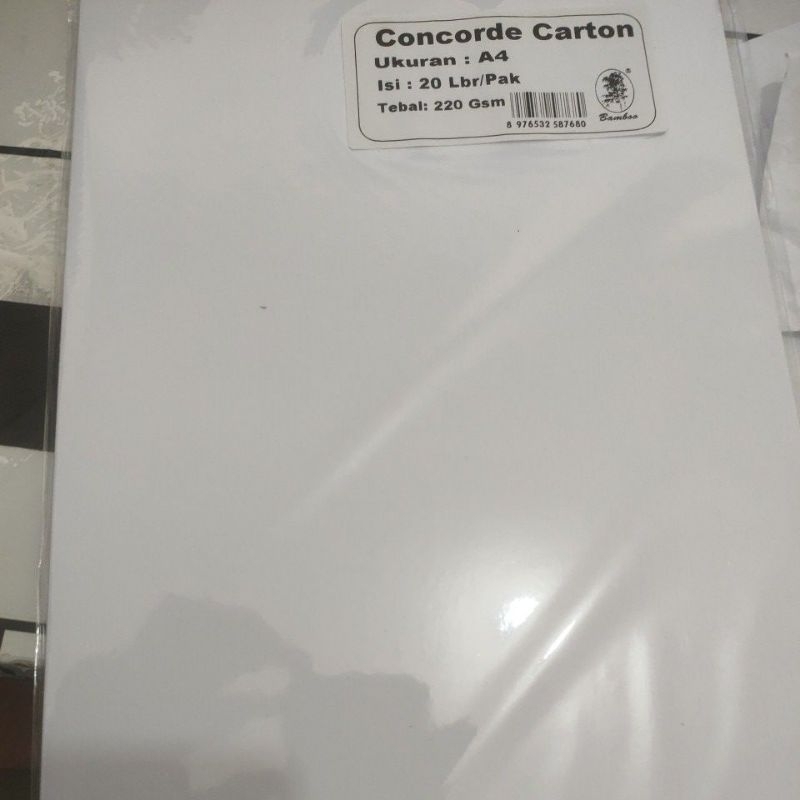 Concorde Carton
Ukuran : A4
Isi : 20 Lbr/Pak
Tebal: 220 Gsm
8 976532 587680
Bamboo
®